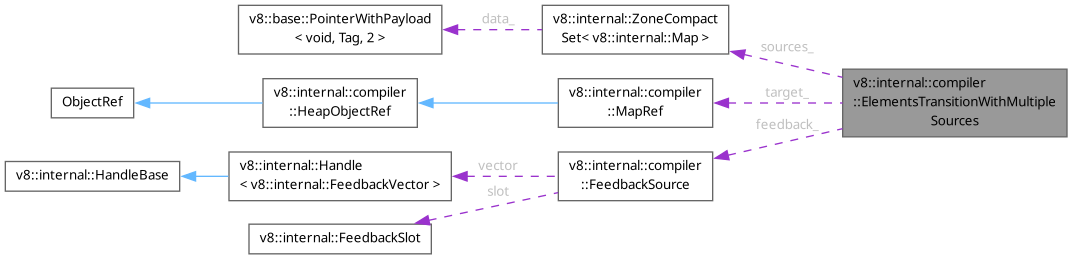 v8::base::PointerWithPayload
< void, Tag, 2 >
data_
v8::internal::ZoneCompact
Set< v8::internal::Map >
sources_
ObjectRef
v8::internal::compiler
::HeapObjectRef
v8::internal::compiler
::MapRef
target_
v8::internal::compiler
::ElementsTransitionWithMultiple
Sources
feedback_
v8::internal::HandleBase
v8::internal::Handle
< v8::internal::FeedbackVector >
vector
slot
v8::internal::compiler
::FeedbackSource
v8::internal::FeedbackSlot